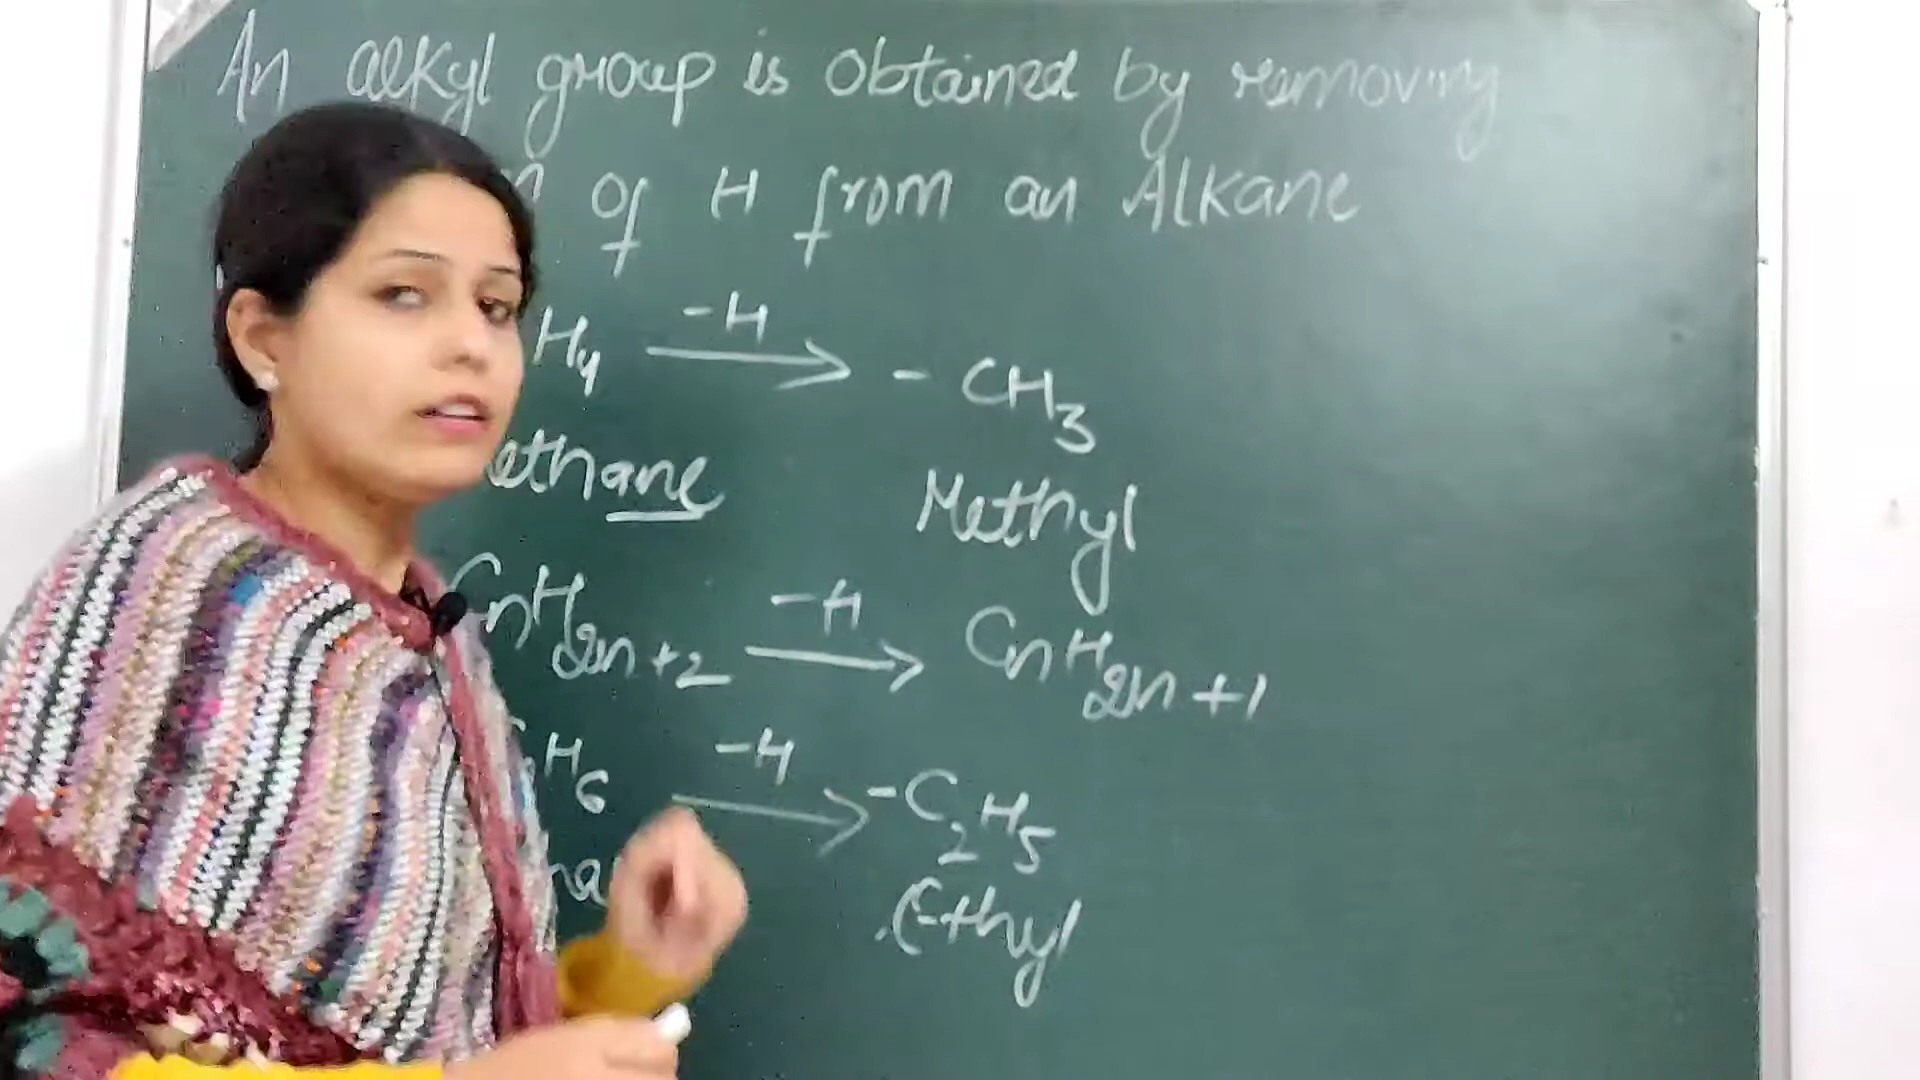 An alkyl group is obtained by removing
of H from an Alkane
H4 -H → - CH3
ethane Methyl
CnH2n+2 -H → CnH2n+1
H6 -H → -C2H5
Ethyl